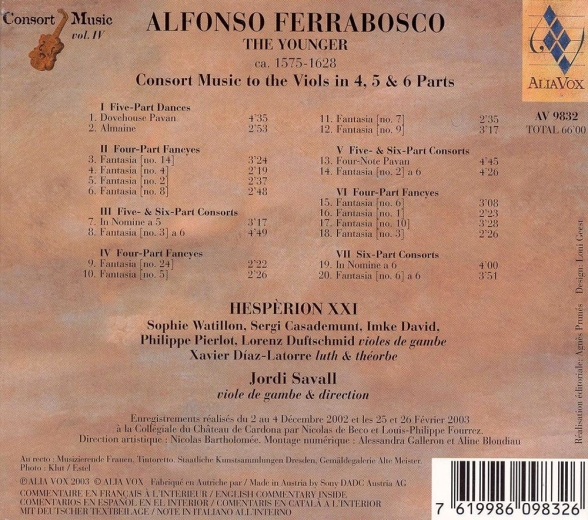 Consort Music
vol. IV
ALFONSO FERRABOSCO
THE YOUNGER
ca. 1575-1628
Consort Music to the Viols in 4, 5 & 6 Parts
ALIAVOX
AV 9832
TOTAL 66'00
I Five-Part Dances
1. Dovehouse Pavan 4'35
2. Almaine 2'53
II Four-Part Fancyes
3. Fantasia [no. 14] 3'24
4. Fantasia [no. 4] 2'19
5. Fantasia [no. 2] 2'37
6. Fantasia [no. 8] 2'48
III Five- & Six-Part Consorts
7. In Nomine a 5 3'17
8. Fantasia [no. 3] a 6 4'49
IV Four-Part Fancyes
9. Fantasia [no. 24] 2'22
10. Fantasia [no. 5] 2'26
11. Fantasia [no. 7] 2'35
12. Fantasia [no. 9] 3'17
V Five- & Six-Part Consorts
13. Four-Note Pavan 4'45
14. Fantasia [no. 2] a 6 4'26
VI Four-Part Fancyes
15. Fantasia [no. 6] 3'08
16. Fantasia [no. 1] 2'23
17. Fantasia [no. 10] 3'28
18. Fantasia [no. 3] 2'26
VII Six-Part Consorts
19. In Nomine a 6 4'00
20. Fantasia [no. 6] a 6 3'51
HESPÈRION XXI
Sophie Watillon, Sergi Casademunt, Imke David,
Philippe Pierlot, Lorenz Duftschmid violes de gambe
Xavier Díaz-Latorre luth & théorbe
Jordi Savall
viole de gambe & direction
Enregistrements réalisés du 2 au 4 Décembre 2002 et les 25 et 26 Février 2003
à la Collégiale du Château de Cardona par Nicolas de Beco et Louis-Philippe Fourrez.
Direction artistique : Nicolas Bartholomée. Montage numérique : Alessandra Galleron et Aline Blondiau
Au recto : Musizierende Frauen, Tintoretto. Staatliche Kunstsammlungen Dresden, Gemäldegalerie Alte Meister.
Photo : Klut / Estel
℗ALIA VOX 2003 © ALIA VOX Fabriqué en Autriche par / Made in Austria by Sony DADC Austria AG
COMMENTAIRE EN FRANÇAIS À L'INTÉRIEUR / ENGLISH COMMENTARY INSIDE
COMENTARIOS EN ESPAÑOL EN EL INTERIOR / COMENTARIS EN CATALÀ A L'INTERIOR
MIT DEUTSCHER TEXTBEILAGE / NOTE IN ITALIANO ALL'INTERNO
Réalisation éditoriale: Agnès Prunés Design: Loni Geest
7 619986 098326